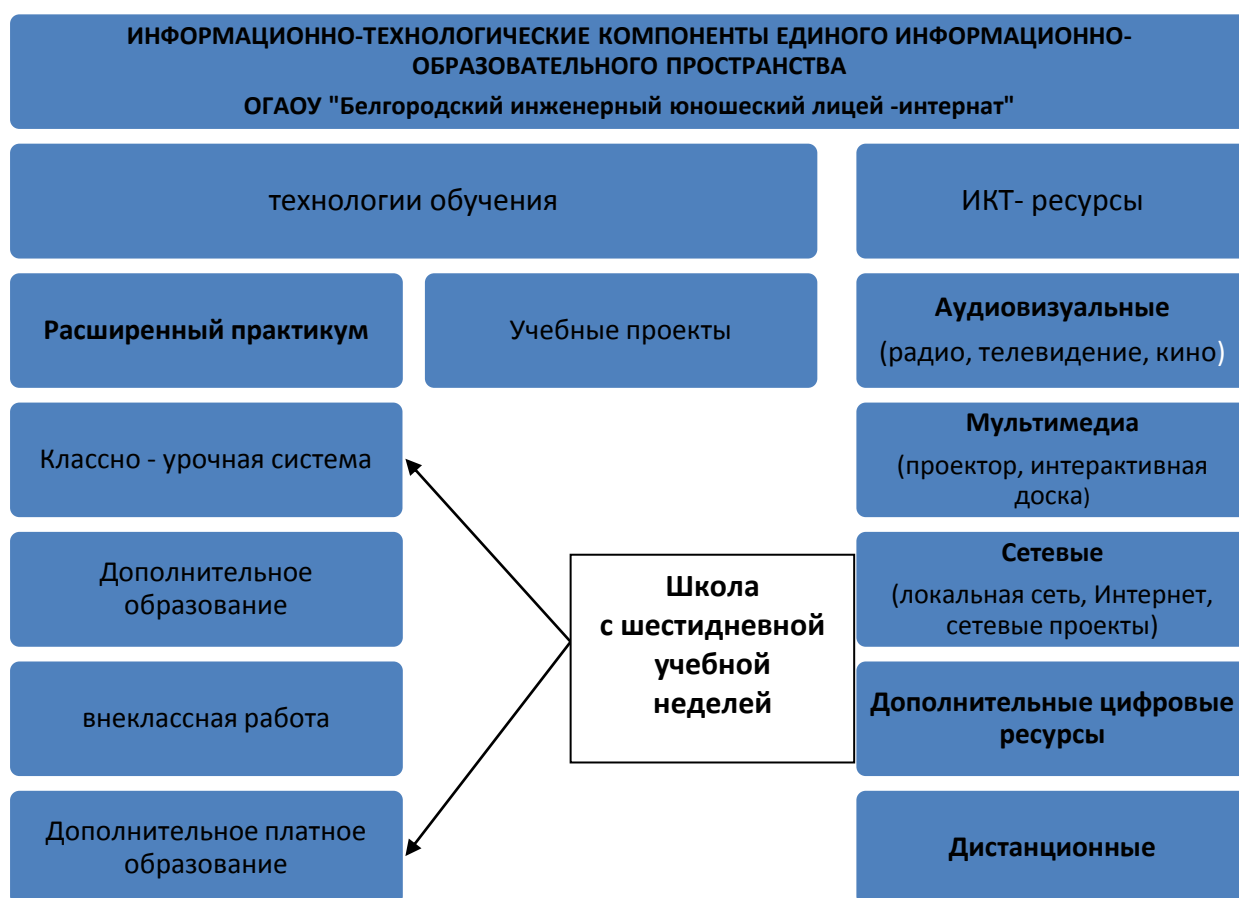 ИНФОРМАЦИОННО-ТЕХНОЛОГИЧЕСКИЕ КОМПОНЕНТЫ ЕДИНОГО ИНФОРМАЦИОННО-
ОБРАЗОВАТЕЛЬНОГО ПРОСТРАНСТВА
ОГАОУ "Белгородский инженерный юношеский лицей -интернат"
технологии обучения
ИКТ- ресурсы
Расширенный практикум
Учебные проекты
Аудиовизуальные
(радио, телевидение, кино)
Классно - урочная система
Мультимедиа
(проектор, интерактивная
доска)
Дополнительное
образование
Школа
с шестидневной
учебной
неделей
Сетевые
(локальная сеть, Интернет,
сетевые проекты)
внеклассная работа
Дополнительные цифровые
ресурсы
Дополнительное платное
образование
Дистанционные